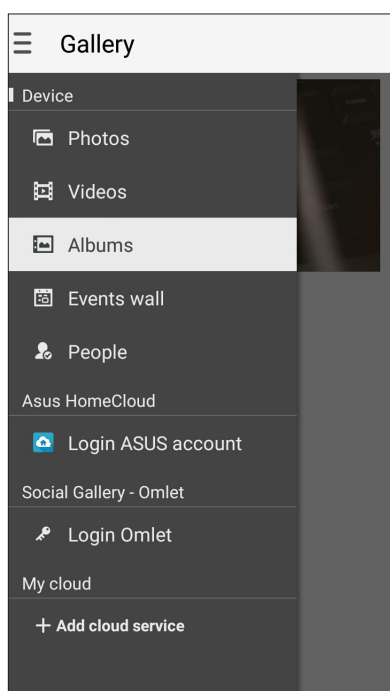 Gallery
Device
Photos
Videos
Albums
Events wall
People
Asus HomeCloud
Login ASUS account
Social Gallery - Omlet
Login Omlet
My cloud
+ Add cloud service